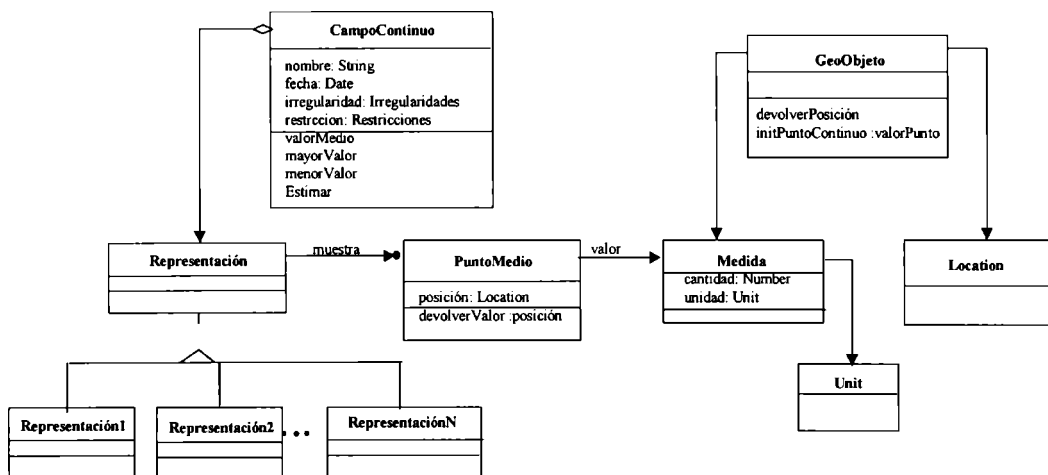 CampoContinuo
nombre: String
fecha: Date
irregularidad: Irregularidades
restrccion: Restricciones
valorMedio
mayorValor
menorValor
Estimar
GeoObjeto
devolverPosición
initPuntoContinuo :valorPunto
Representación
muestra
PuntoMedio
posición: Location
devolverValor :posición
valor
Medida
cantidad: Number
unidad: Unit
Location
Unit
Representación1
Representación2
...
RepresentaciónN